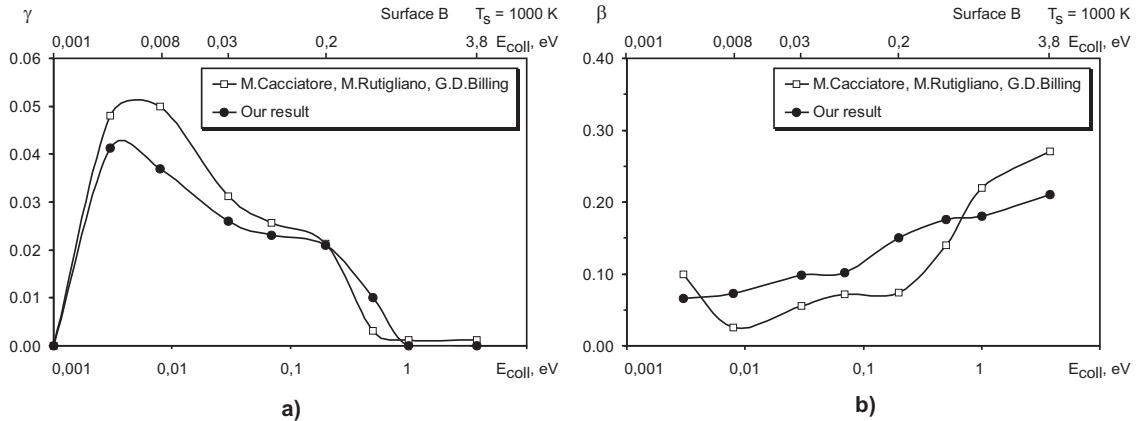 γ
Surface B T_S = 1000 K
0,001 0,008 0,03 0,2 3,8 E_coll, eV
0.06
0.05
0.04
0.03
0.02
0.01
0.00
M.Cacciatore, M.Rutigliano, G.D.Billing
Our result
0,001 0,01 0,1 1 E_coll, eV
a)
β
Surface B T_S = 1000 K
0,001 0,008 0,03 0,2 3,8 E_coll, eV
0.40
0.30
0.20
0.10
0.00
M.Cacciatore, M.Rutigliano, G.D.Billing
Our result
0,001 0,01 0,1 1 E_coll, eV
b)